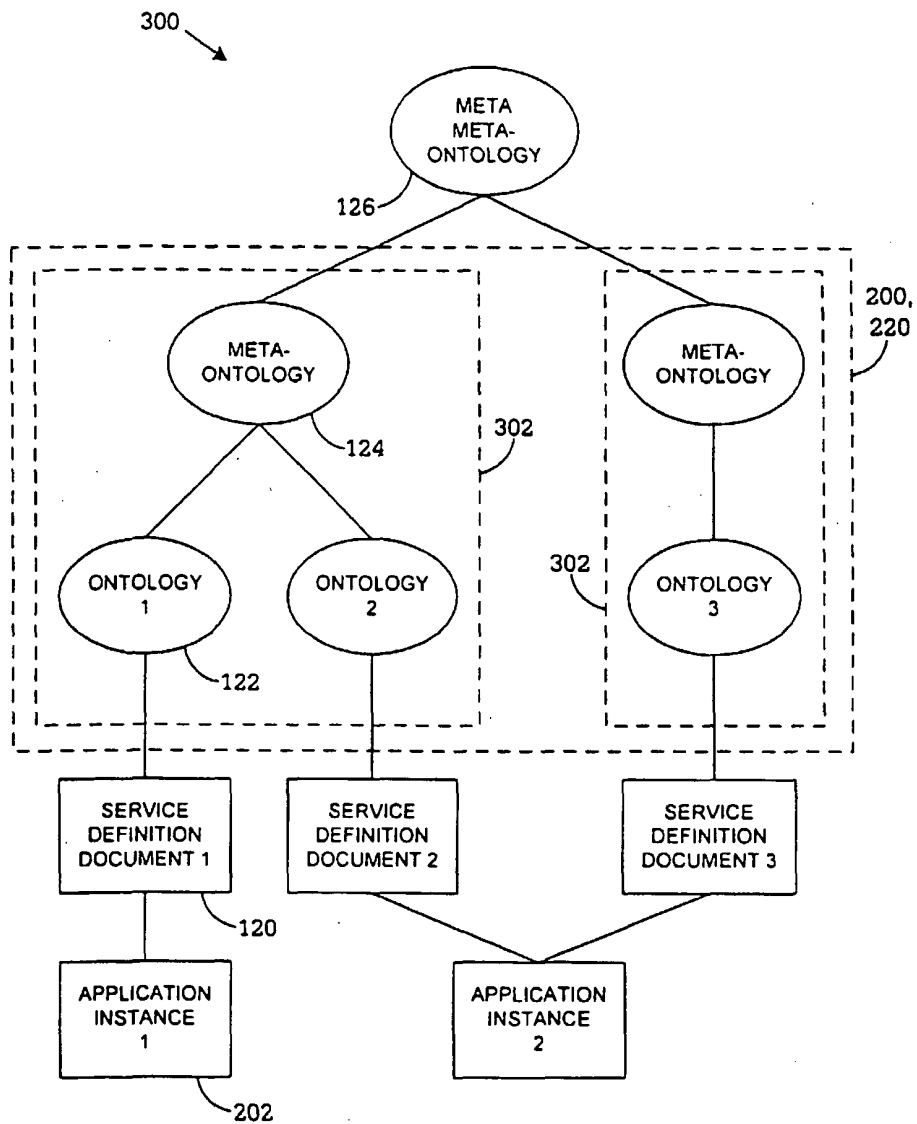 300
META
META-
ONTOLOGY
126
200,
220
META-
ONTOLOGY
124
302
META-
ONTOLOGY
ONTOLOGY
1
122
ONTOLOGY
2
302
ONTOLOGY
3
SERVICE
DEFINITION
DOCUMENT 1
120
SERVICE
DEFINITION
DOCUMENT 2
SERVICE
DEFINITION
DOCUMENT 3
APPLICATION
INSTANCE
1
202
APPLICATION
INSTANCE
2